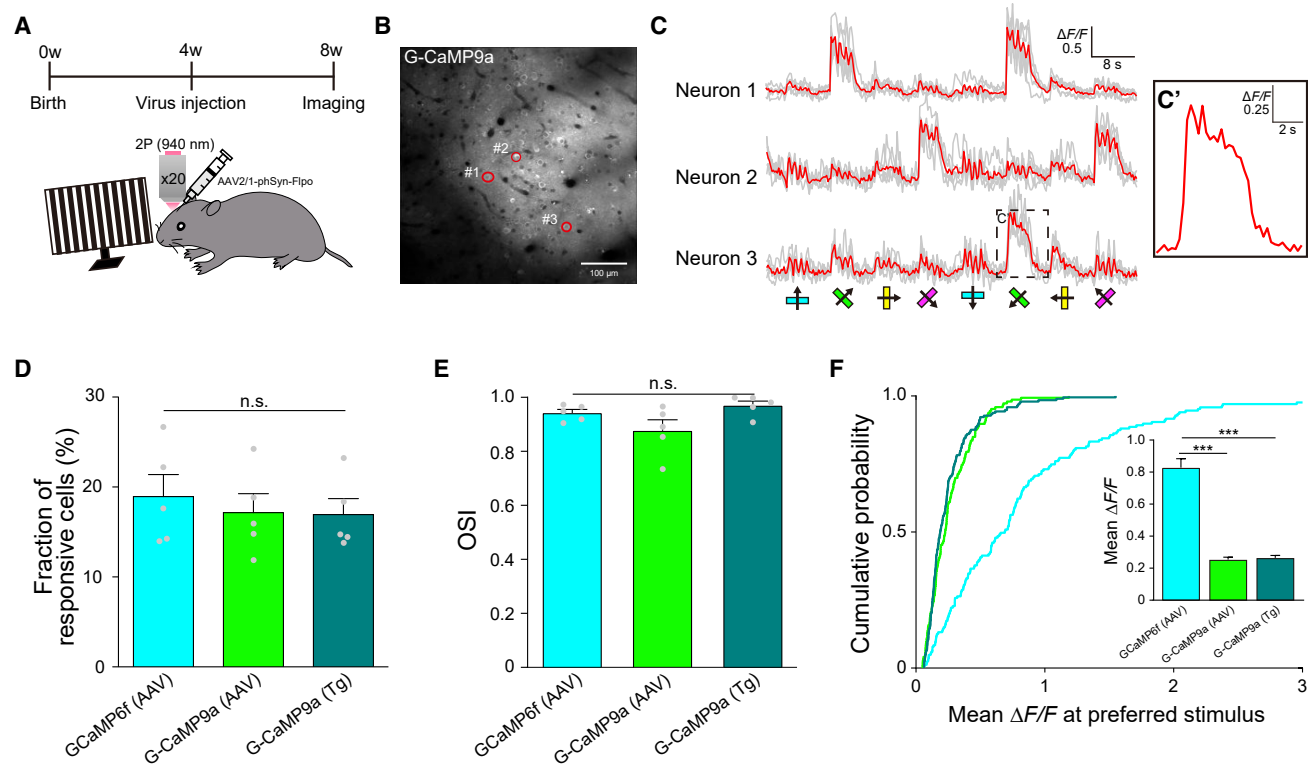 A
0w
4w
8w
Birth
Virus injection
Imaging
2P (940 nm)
x20
AAV2/1-phSyn-Flpo
B
G-CaMP9a
#2
#1
#3
100 μm
C
ΔF/F
0.5
8 s
Neuron 1
Neuron 2
Neuron 3
C'
C'
ΔF/F
0.25
2 s
D
Fraction of
responsive cells (%)
30
20
10
0
n.s.
GCaMP6f (AAV)
G-CaMP9a (AAV)
G-CaMP9a (Tg)
E
OSI
1.0
0.8
0.6
0.4
0.2
0
n.s.
GCaMP6f (AAV)
G-CaMP9a (AAV)
G-CaMP9a (Tg)
F
Cumulative probability
1.0
0.5
0
0
1
2
3
Mean ΔF/F at preferred stimulus
Mean ΔF/F
1.0
0.8
0.6
0.4
0.2
0
***
***
GCaMP6f (AAV)
G-CaMP9a (AAV)
G-CaMP9a (Tg)